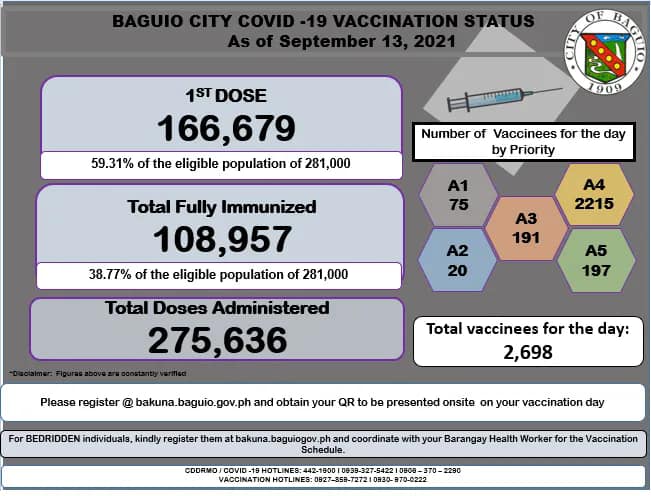 BAGUIO CITY COVID -19 VACCINATION STATUS
As of September 13, 2021
CITY OF BAGUIO
1909
1ST DOSE
166,679
59.31% of the eligible population of 281,000
Total Fully Immunized
108,957
38.77% of the eligible population of 281,000
Total Doses Administered
275,636
*Disclaimer: Figures above are constantly verified
Number of Vaccinees for the day
by Priority
A1
75
A2
20
A3
191
A4
2215
A5
197
Total vaccinees for the day:
2,698
Please register @ bakuna.baguio.gov.ph and obtain your QR to be presented onsite on your vaccination day
For BEDRIDDEN individuals, kindly register them at bakuna.baguiogov.ph and coordinate with your Barangay Health Worker for the Vaccination
Schedule.
CDDRMO / COVID -19 HOTLINES: 442-1900 I 0939-327-5422 I 0906 – 370 – 2290
VACCINATION HOTLINES: 0927–859-7272 I 0930- 970-0222